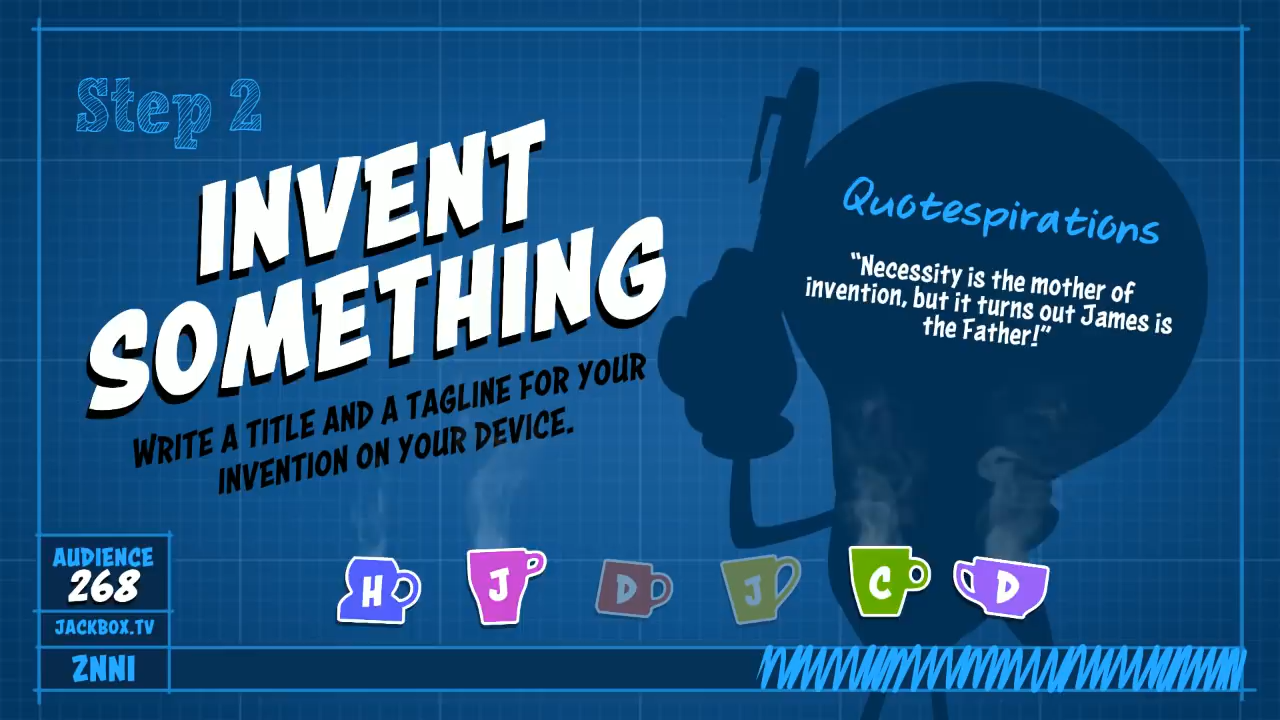 Step 2
INVENT
SOMETHING
WRITE A TITLE AND A TAGLINE FOR YOUR
INVENTION ON YOUR DEVICE.
Quotespirations
“Necessity is the mother of
invention, but it turns out James is
the Father!”
AUDIENCE
268
JACKBOX.TV
ZNNI
H J D J C D